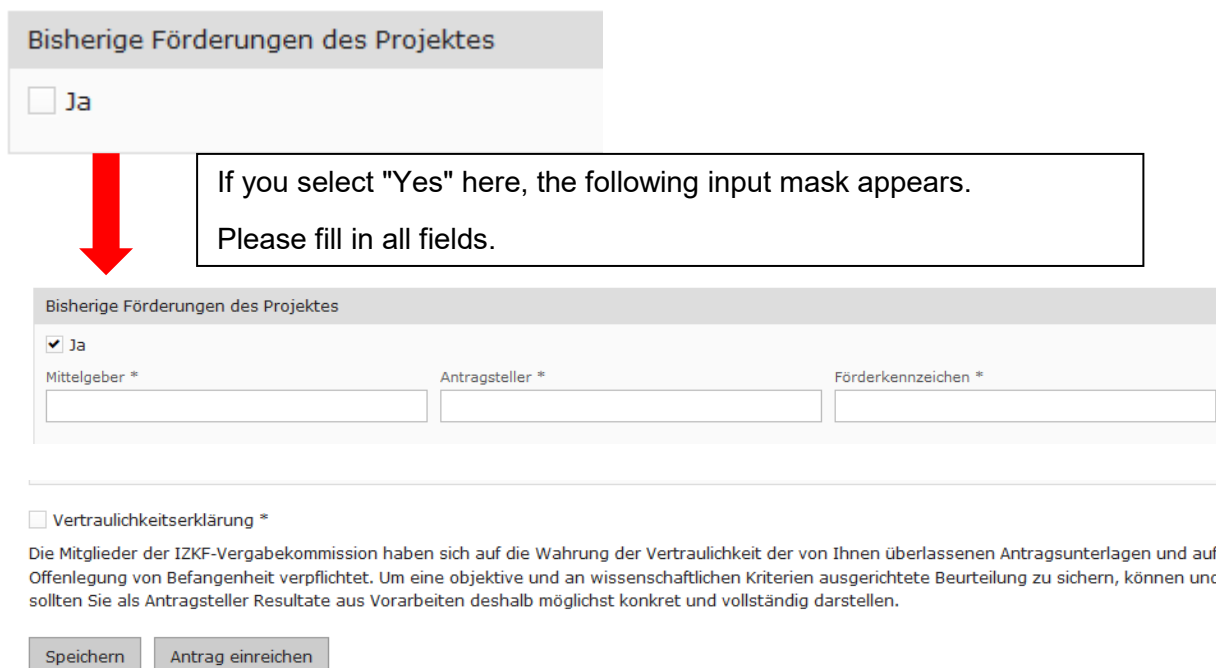 Bisherige Förderungen des Projektes
Ja
If you select "Yes" here, the following input mask appears.
Please fill in all fields.
Bisherige Förderungen des Projektes
Ja
Mittelgeber * Antragsteller * Förderkennzeichen *
Vertraulichkeitserklärung *
Die Mitglieder der IZKF-Vergabekommission haben sich auf die Wahrung der Vertraulichkeit der von Ihnen überlassenen Antragsunterlagen und auf
Offenlegung von Befangenheit verpflichtet. Um eine objektive und an wissenschaftlichen Kriterien ausgerichtete Beurteilung zu sichern, können und
sollten Sie als Antragsteller Resultate aus Vorarbeiten deshalb möglichst konkret und vollständig darstellen.
Speichern Antrag einreichen